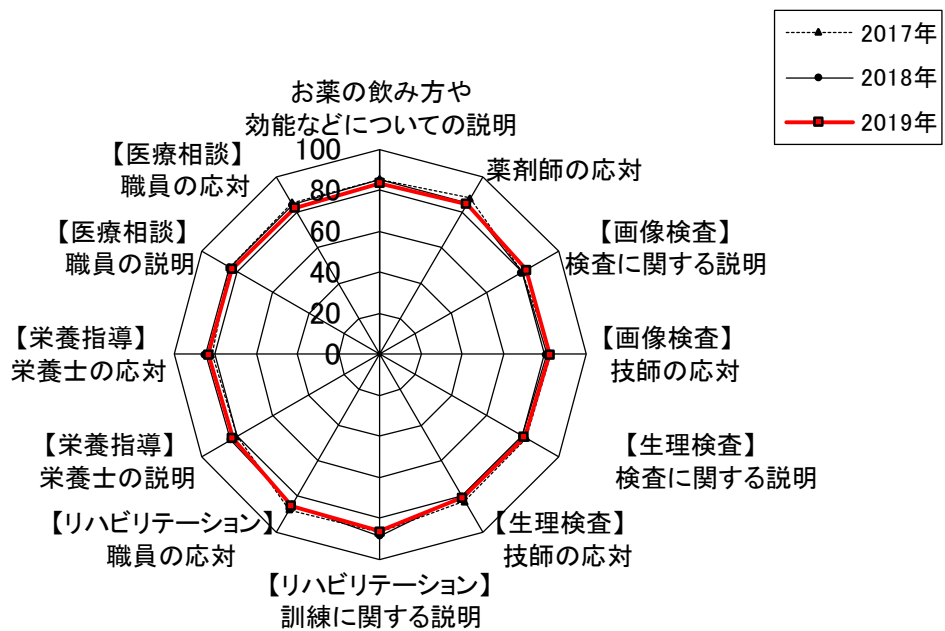 2017年
2018年
2019年
お薬の飲み方や
効能などについての説明
薬剤師の応対
【画像検査】
検査に関する説明
【画像検査】
技師の応対
【生理検査】
検査に関する説明
【生理検査】
技師の応対
【リハビリテーション】
訓練に関する説明
【リハビリテーション】
職員の応対
【栄養指導】
栄養士の説明
【栄養指導】
栄養士の応対
【医療相談】
職員の説明
【医療相談】
職員の応対
100
80
60
40
20
0